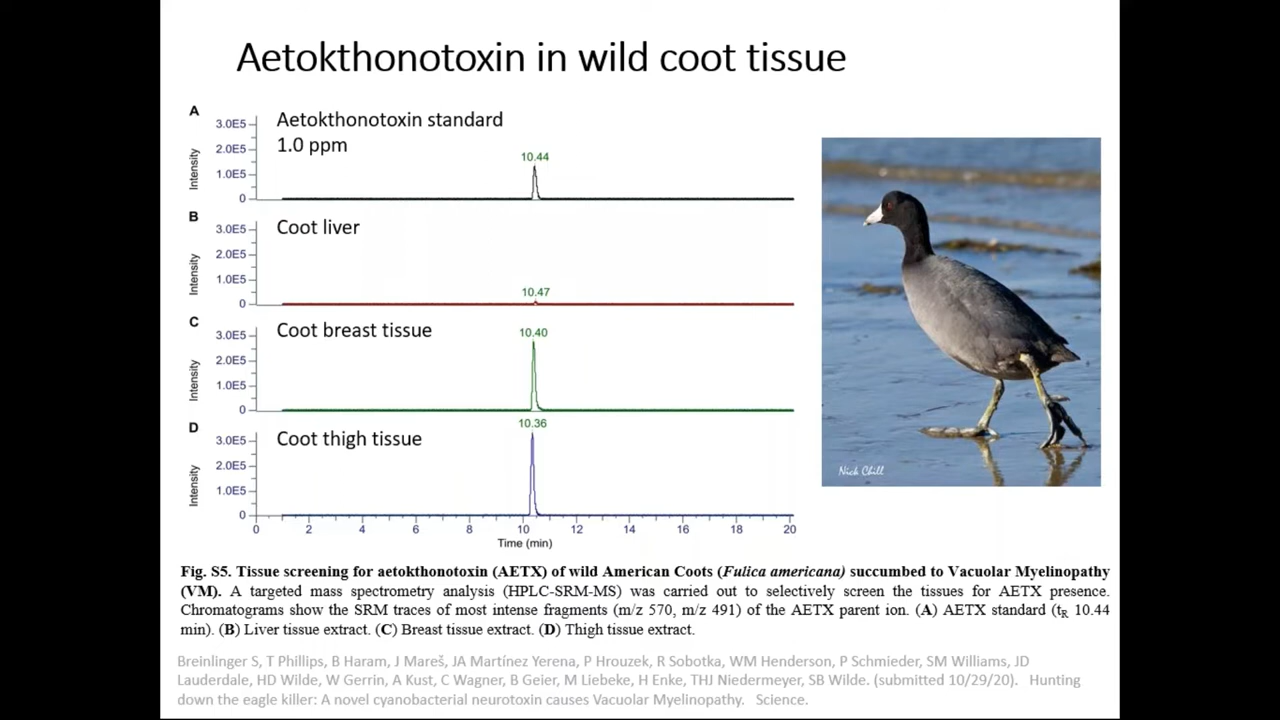 Aetokthonotoxin in wild coot tissue
A
Aetokthonotoxin standard
1.0 ppm
3.0E5
2.0E5
1.0E5
0
Intensity
10.44
B
Coot liver
3.0E5
2.0E5
1.0E5
0
Intensity
10.47
C
Coot breast tissue
3.0E5
2.0E5
1.0E5
0
Intensity
10.40
D
Coot thigh tissue
3.0E5
2.0E5
1.0E5
0
Intensity
10.36
0 2 4 6 8 10 12 14 16 18 20
Time (min)
Nick Chill
Fig. S5. Tissue screening for aetokthonotoxin (AETX) of wild American Coots (Fulica americana) succumbed to Vacuolar Myelinopathy
(VM). A targeted mass spectrometry analysis (HPLC-SRM-MS) was carried out to selectively screen the tissues for AETX presence.
Chromatograms show the SRM traces of most intense fragments (m/z 570, m/z 491) of the AETX parent ion. (A) AETX standard (tR 10.44
min). (B) Liver tissue extract. (C) Breast tissue extract. (D) Thigh tissue extract.
Breinlinger S, T Phillips, B Haram, J Mareš, JA Martínez Yerena, P Hrouzek, R Sobotka, WM Henderson, P Schmieder, SM Williams, JD
Lauderdale, HD Wilde, W Gerrin, A Kust, C Wagner, B Geier, M Liebeke, H Enke, THJ Niedermeyer, SB Wilde. (submitted 10/29/20). Hunting
down the eagle killer: A novel cyanobacterial neurotoxin causes Vacuolar Myelinopathy. Science.